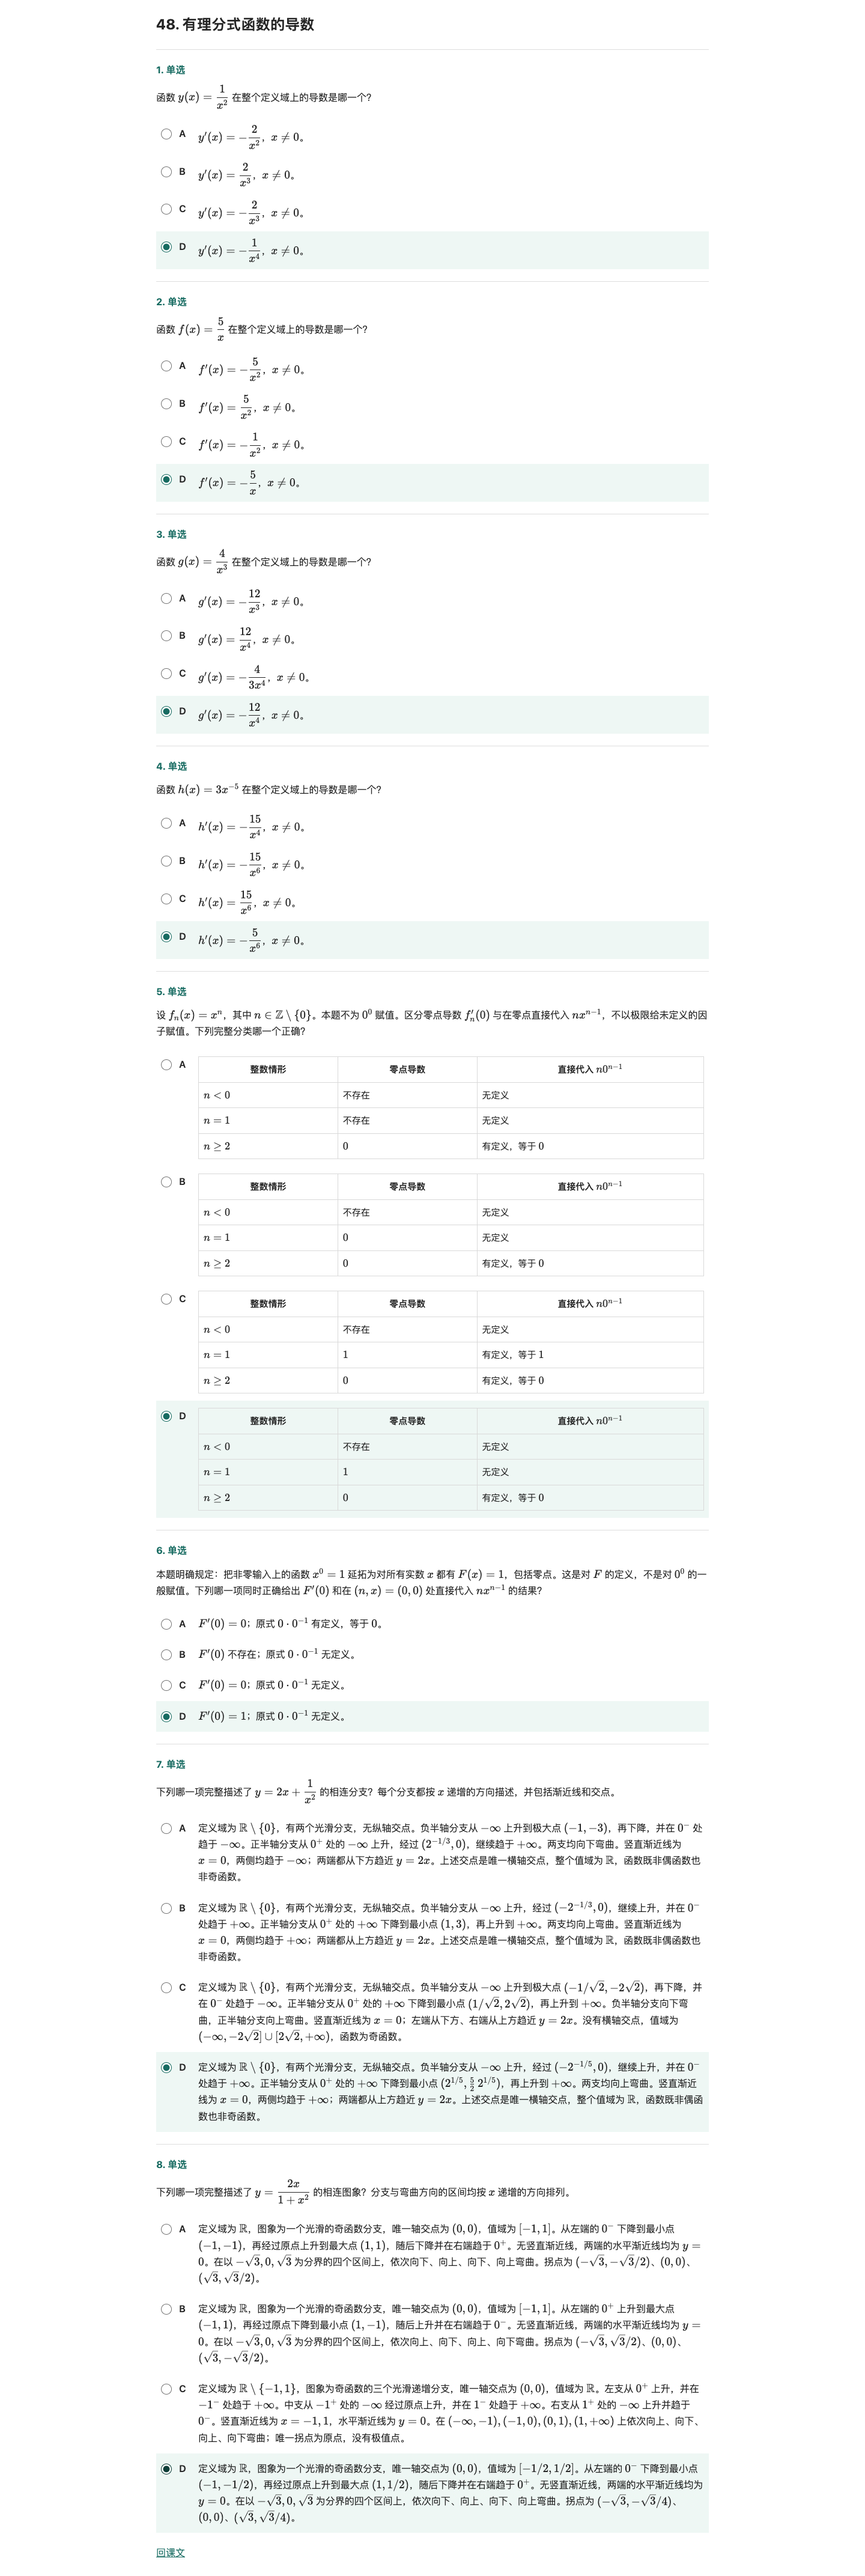 48. 有理分式函数的导数
1. 单选
函数 y(x) = 1/x² 在整个定义域上的导数是哪一个？
A y′(x) = −2/x²，x ≠ 0。
B y′(x) = 2/x³，x ≠ 0。
C y′(x) = −2/x³，x ≠ 0。
D y′(x) = −1/x⁴，x ≠ 0。
2. 单选
函数 f(x) = 5/x 在整个定义域上的导数是哪一个？
A f′(x) = −5/x²，x ≠ 0。
B f′(x) = 5/x²，x ≠ 0。
C f′(x) = −1/x²，x ≠ 0。
D f′(x) = −5/x，x ≠ 0。
3. 单选
函数 g(x) = 4/x³ 在整个定义域上的导数是哪一个？
A g′(x) = −12/x³，x ≠ 0。
B g′(x) = 12/x⁴，x ≠ 0。
C g′(x) = −4/(3x⁴)，x ≠ 0。
D g′(x) = −12/x⁴，x ≠ 0。
4. 单选
函数 h(x) = 3x⁻⁵ 在整个定义域上的导数是哪一个？
A h′(x) = −15/x⁴，x ≠ 0。
B h′(x) = −15/x⁶，x ≠ 0。
C h′(x) = 15/x⁶，x ≠ 0。
D h′(x) = −5/x⁶，x ≠ 0。
5. 单选
设 fₙ(x) = xⁿ，其中 n ∈ ℤ \ {0}。本题不为 0⁰ 赋值。区分零点导数 fₙ′(0) 与在零点直接代入 nxⁿ⁻¹，不以极限给未定义的因
子赋值。下列完整分类哪一个正确？
A 整数情形 零点导数 直接代入 n0ⁿ⁻¹
n < 0 不存在 无定义
n = 1 不存在 无定义
n ≥ 2 0 有定义，等于 0
B 整数情形 零点导数 直接代入 n0ⁿ⁻¹
n < 0 不存在 无定义
n = 1 0 无定义
n ≥ 2 0 有定义，等于 0
C 整数情形 零点导数 直接代入 n0ⁿ⁻¹
n < 0 不存在 无定义
n = 1 1 有定义，等于 1
n ≥ 2 0 有定义，等于 0
D 整数情形 零点导数 直接代入 n0ⁿ⁻¹
n < 0 不存在 无定义
n = 1 1 无定义
n ≥ 2 0 有定义，等于 0
6. 单选
本题明确规定：把非零输入上的函数 x⁰ = 1 延拓为对所有实数 x 都有 F(x) = 1，包括零点。这是对 F 的定义，不是对 0⁰ 的一
般赋值。下列哪一项同时正确给出 F′(0) 和在 (n, x) = (0, 0) 处直接代入 nxⁿ⁻¹ 的结果？
A F′(0) = 0；原式 0 · 0⁻¹ 有定义，等于 0。
B F′(0) 不存在；原式 0 · 0⁻¹ 无定义。
C F′(0) = 0；原式 0 · 0⁻¹ 无定义。
D F′(0) = 1；原式 0 · 0⁻¹ 无定义。
7. 单选
下列哪一项完整描述了 y = 2x + 1/x² 的相连分支？每个分支都按 x 递增的方向描述，并包括渐近线和交点。
A 定义域为 ℝ \ {0}，有两个光滑分支，无纵轴交点。负半轴分支从 −∞ 上升到极大点 (−1, −3)，再下降，并在 0⁻ 处
趋于 −∞。正半轴分支从 0⁺ 处的 −∞ 上升，经过 (2^(−1/3), 0)，继续趋于 +∞。两支均向下弯曲。竖直渐近线为
x = 0，两侧均趋于 −∞；两端都从下方趋近 y = 2x。上述交点是唯一横轴交点，整个值域为 ℝ，函数既非偶函数也
非奇函数。
B 定义域为 ℝ \ {0}，有两个光滑分支，无纵轴交点。负半轴分支从 −∞ 上升，经过 (−2^(−1/3), 0)，继续上升，并在 0⁻
处趋于 +∞。正半轴分支从 0⁺ 处的 +∞ 下降到最小点 (1, 3)，再上升到 +∞。两支均向上弯曲。竖直渐近线为
x = 0，两侧均趋于 +∞；两端都从上方趋近 y = 2x。上述交点是唯一横轴交点，整个值域为 ℝ，函数既非偶函数也
非奇函数。
C 定义域为 ℝ \ {0}，有两个光滑分支，无纵轴交点。负半轴分支从 −∞ 上升到极大点 (−1/√2, −2√2)，再下降，并
在 0⁻ 处趋于 −∞。正半轴分支从 0⁺ 处的 +∞ 下降到最小点 (1/√2, 2√2)，再上升到 +∞。负半轴分支向下弯
曲，正半轴分支向上弯曲。竖直渐近线为 x = 0；左端从下方、右端从上方趋近 y = 2x。没有横轴交点，值域为
(−∞, −2√2] ∪ [2√2, +∞)，函数为奇函数。
D 定义域为 ℝ \ {0}，有两个光滑分支，无纵轴交点。负半轴分支从 −∞ 上升，经过 (−2^(−1/5), 0)，继续上升，并在 0⁻
处趋于 +∞。正半轴分支从 0⁺ 处的 +∞ 下降到最小点 (2^(1/5), 5/2 2^(1/5))，再上升到 +∞。两支均向上弯曲。竖直渐近
线为 x = 0，两侧均趋于 +∞；两端都从上方趋近 y = 2x。上述交点是唯一横轴交点，整个值域为 ℝ，函数既非偶函
数也非奇函数。
8. 单选
下列哪一项完整描述了 y = 2x/(1 + x²) 的相连图象？分支与弯曲方向的区间均按 x 递增的方向排列。
A 定义域为 ℝ，图象为一个光滑的奇函数分支，唯一轴交点为 (0, 0)，值域为 [−1, 1]。从左端的 0⁻ 下降到最小点
(−1, −1)，再经过原点上升到最大点 (1, 1)，随后下降并在右端趋于 0⁺。无竖直渐近线，两端的水平渐近线均为 y =
0。在以 −√3, 0, √3 为分界的四个区间上，依次向下、向上、向下、向上弯曲。拐点为 (−√3, −√3/2)、(0, 0)、
(√3, √3/2)。
B 定义域为 ℝ，图象为一个光滑的奇函数分支，唯一轴交点为 (0, 0)，值域为 [−1, 1]。从左端的 0⁺ 上升到最大点
(−1, 1)，再经过原点下降到最小点 (1, −1)，随后上升并在右端趋于 0⁻。无竖直渐近线，两端的水平渐近线均为 y =
0。在以 −√3, 0, √3 为分界的四个区间上，依次向上、向下、向上、向下弯曲。拐点为 (−√3, √3/2)、(0, 0)、
(√3, −√3/2)。
C 定义域为 ℝ \ {−1, 1}，图象为奇函数的三个光滑递增分支，唯一轴交点为 (0, 0)，值域为 ℝ。左支从 0⁺ 上升，并在
−1⁻ 处趋于 +∞。中支从 −1⁺ 处的 −∞ 经过原点上升，并在 1⁻ 处趋于 +∞。右支从 1⁺ 处的 −∞ 上升并趋于
0⁻。竖直渐近线为 x = −1, 1，水平渐近线为 y = 0。在 (−∞, −1), (−1, 0), (0, 1), (1, +∞) 上依次向上、向下、
向上、向下弯曲；唯一拐点为原点，没有极值点。
D 定义域为 ℝ，图象为一个光滑的奇函数分支，唯一轴交点为 (0, 0)，值域为 [−1/2, 1/2]。从左端的 0⁻ 下降到最小点
(−1, −1/2)，再经过原点上升到最大点 (1, 1/2)，随后下降并在右端趋于 0⁺。无竖直渐近线，两端的水平渐近线均为
y = 0。在以 −√3, 0, √3 为分界的四个区间上，依次向下、向上、向下、向上弯曲。拐点为 (−√3, −√3/4)、
(0, 0)、(√3, √3/4)。
回课文